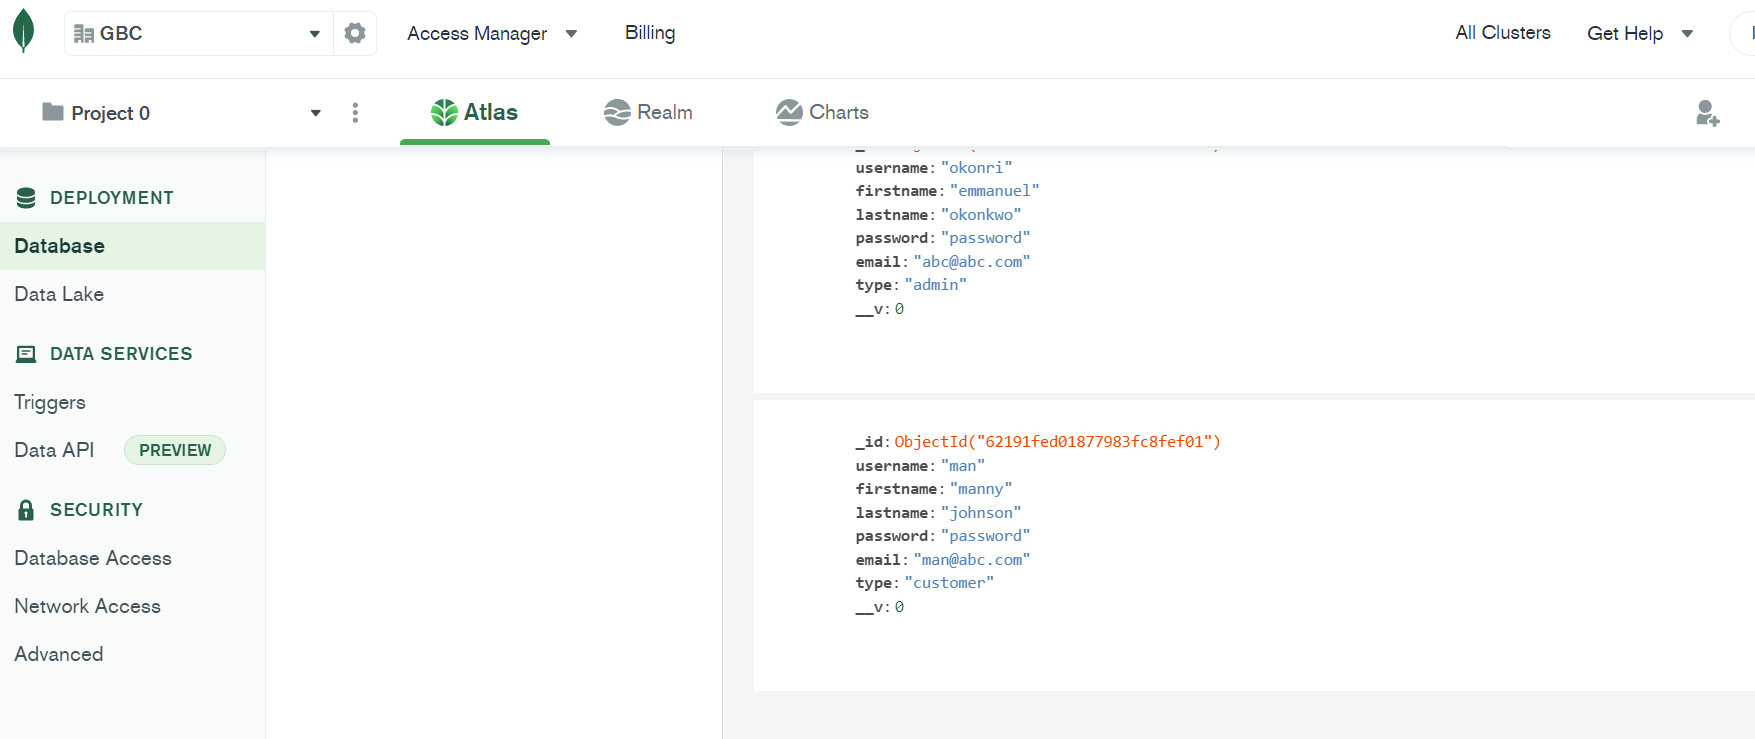 GBC
Access Manager
Billing
All Clusters
Get Help
Project 0
Atlas
Realm
Charts
DEPLOYMENT
Database
Data Lake
DATA SERVICES
Triggers
Data API
PREVIEW
SECURITY
Database Access
Network Access
Advanced
username: "okonri"
firstname: "emmanuel"
lastname: "okonkwo"
password: "password"
email: "abc@abc.com"
type: "admin"
__v: 0
_id: ObjectId("62191fed01877983fc8fef01")
username: "man"
firstname: "manny"
lastname: "johnson"
password: "password"
email: "man@abc.com"
type: "customer"
__v: 0